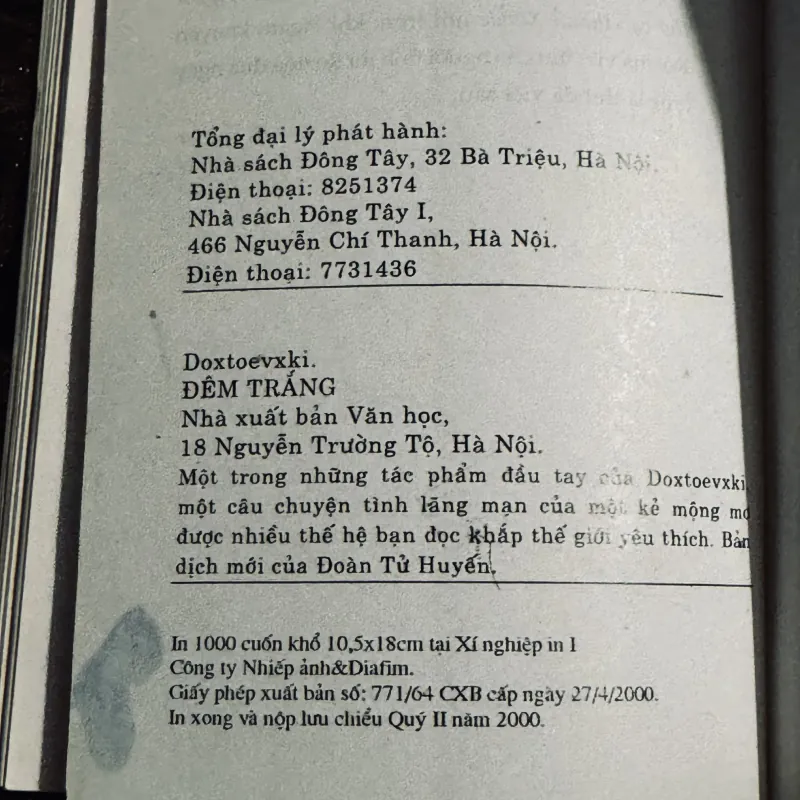 Tổng đại lý phát hành:
Nhà sách Đông Tây, 32 Bà Triệu, Hà Nội.
Điện thoại: 8251374
Nhà sách Đông Tây I,
466 Nguyễn Chí Thanh, Hà Nội.
Điện thoại: 7731436
Doxtoevxki.
ĐÊM TRẮNG
Nhà xuất bản Văn học,
18 Nguyễn Trường Tộ, Hà Nội.
Một trong những tác phẩm đầu tay của Doxtoevxki,
một câu chuyện tình lãng mạn của một kẻ mộng mơ
được nhiều thế hệ bạn đọc khắp thế giới yêu thích. Bản
dịch mới của Đoàn Tử Huyến.
In 1000 cuốn khổ 10,5x18cm tại Xí nghiệp in I
Công ty Nhiếp ảnh&Diafim.
Giấy phép xuất bản số: 771/64 CXB cấp ngày 27/4/2000.
In xong và nộp lưu chiểu Quý II năm 2000.